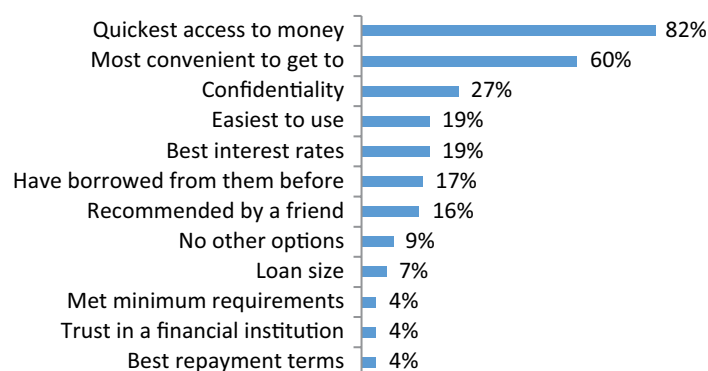 Quickest access to money 82%
Most convenient to get to 60%
Confidentiality 27%
Easiest to use 19%
Best interest rates 19%
Have borrowed from them before 17%
Recommended by a friend 16%
No other options 9%
Loan size 7%
Met minimum requirements 4%
Trust in a financial institution 4%
Best repayment terms 4%